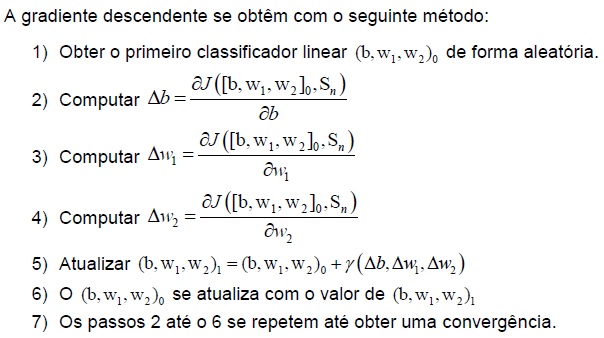 A gradiente descendente se obtêm com o seguinte método:
1) Obter o primeiro classificador linear (b, w₁, w₂)₀ de forma aleatória.
2) Computar Δb = ∂J([b, w₁, w₂]₀, Sₙ) / ∂b
3) Computar Δw₁ = ∂J([b, w₁, w₂]₀, Sₙ) / ∂w₁
4) Computar Δw₂ = ∂J([b, w₁, w₂]₀, Sₙ) / ∂w₂
5) Atualizar (b, w₁, w₂)₁ = (b, w₁, w₂)₀ + γ(Δb, Δw₁, Δw₂)
6) O (b, w₁, w₂)₀ se atualiza com o valor de (b, w₁, w₂)₁
7) Os passos 2 até o 6 se repetem até obter uma convergência.